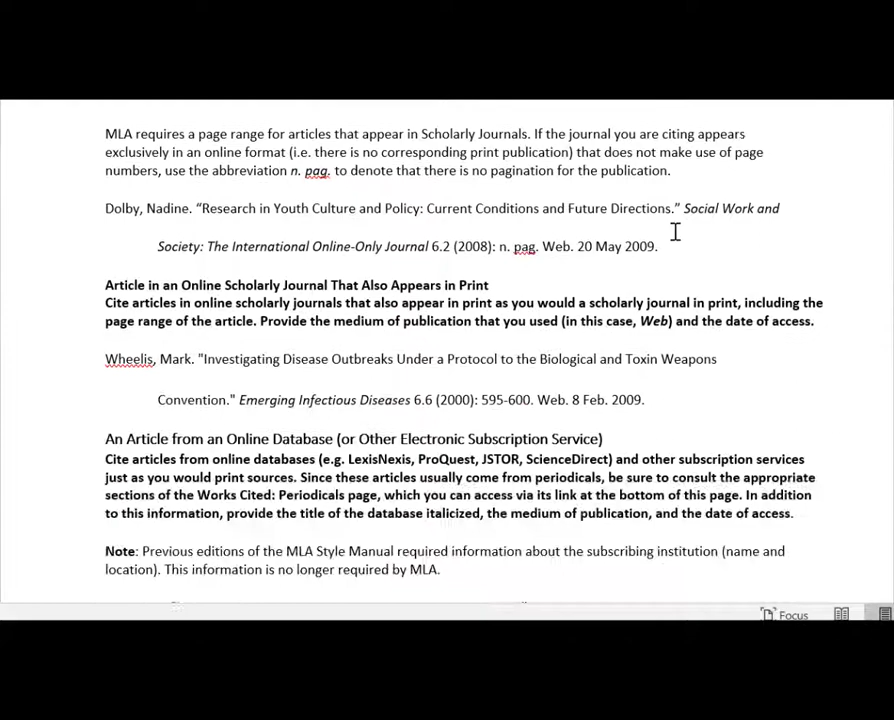 MLA requires a page range for articles that appear in Scholarly Journals. If the journal you are citing appears
exclusively in an online format (i.e. there is no corresponding print publication) that does not make use of page
numbers, use the abbreviation n. pag. to denote that there is no pagination for the publication.
Dolby, Nadine. “Research in Youth Culture and Policy: Current Conditions and Future Directions.” Social Work and
Society: The International Online-Only Journal 6.2 (2008): n. pag. Web. 20 May 2009.
Article in an Online Scholarly Journal That Also Appears in Print
Cite articles in online scholarly journals that also appear in print as you would a scholarly journal in print, including the
page range of the article. Provide the medium of publication that you used (in this case, Web) and the date of access.
Wheelis, Mark. "Investigating Disease Outbreaks Under a Protocol to the Biological and Toxin Weapons
Convention." Emerging Infectious Diseases 6.6 (2000): 595-600. Web. 8 Feb. 2009.
An Article from an Online Database (or Other Electronic Subscription Service)
Cite articles from online databases (e.g. LexisNexis, ProQuest, JSTOR, ScienceDirect) and other subscription services
just as you would print sources. Since these articles usually come from periodicals, be sure to consult the appropriate
sections of the Works Cited: Periodicals page, which you can access via its link at the bottom of this page. In addition
to this information, provide the title of the database italicized, the medium of publication, and the date of access.
Note: Previous editions of the MLA Style Manual required information about the subscribing institution (name and
location). This information is no longer required by MLA.
Focus